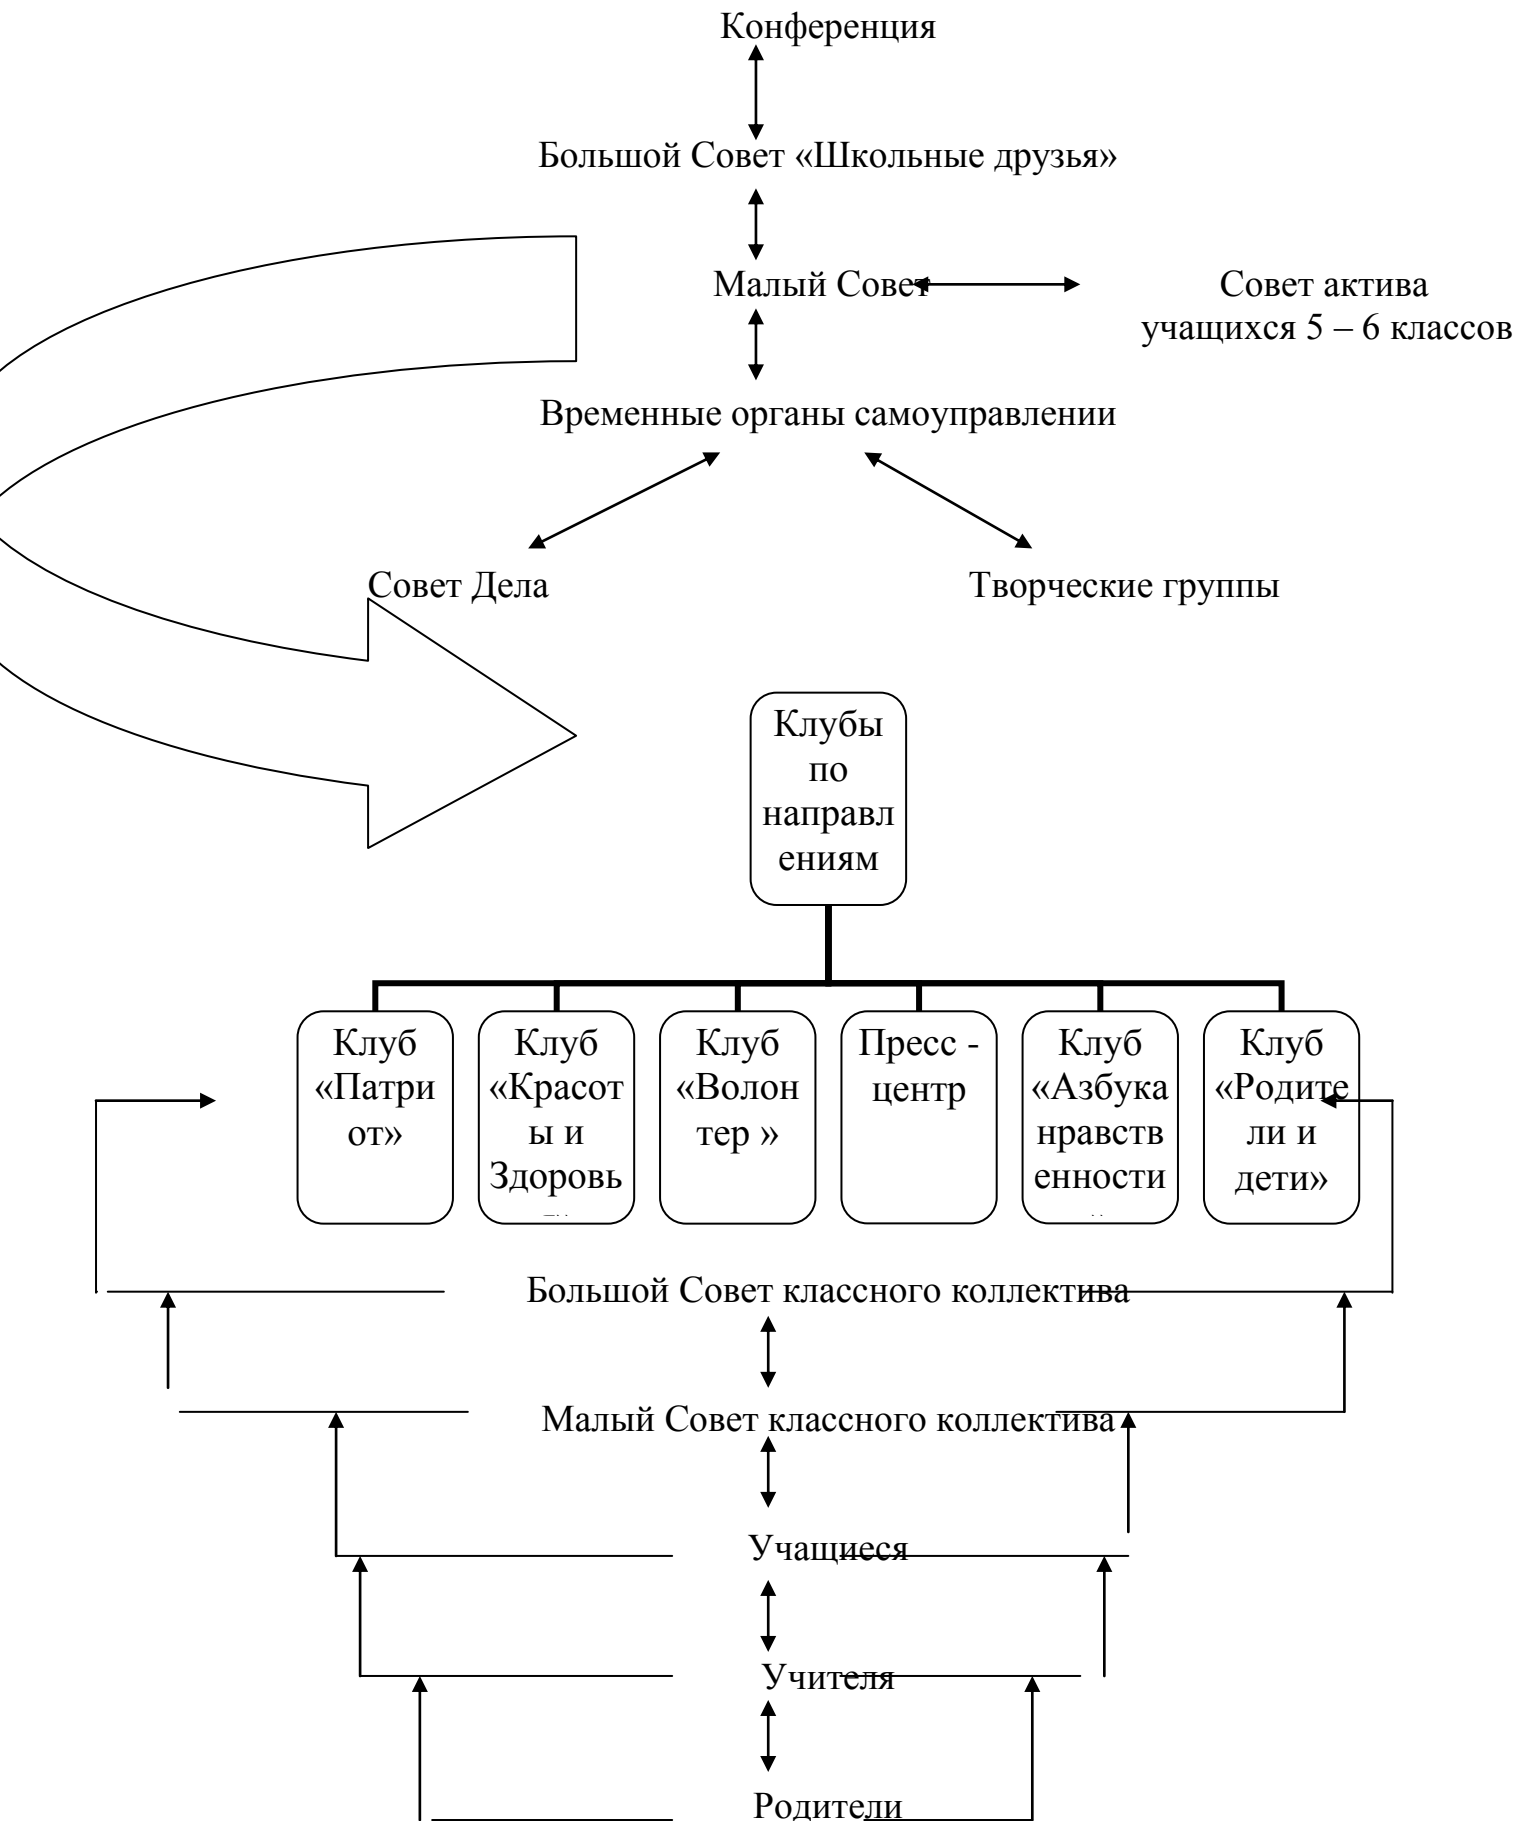 Конференция
Большой Совет «Школьные друзья»
Малый Совет
Совет актива
учащихся 5 – 6 классов
Временные органы самоуправлении
Совет Дела
Творческие группы
Клубы
по
направл
ениям
Клуб
«Патри
от»
Клуб
«Красот
ы и
Здоровь
Клуб
«Волон
тер »
Пресс -
центр
Клуб
«Азбука
нравств
енности
Клуб
«Родите
ли и
дети»
Большой Совет классного коллектива
Малый Совет классного коллектива
Учащиеся
Учителя
Родители